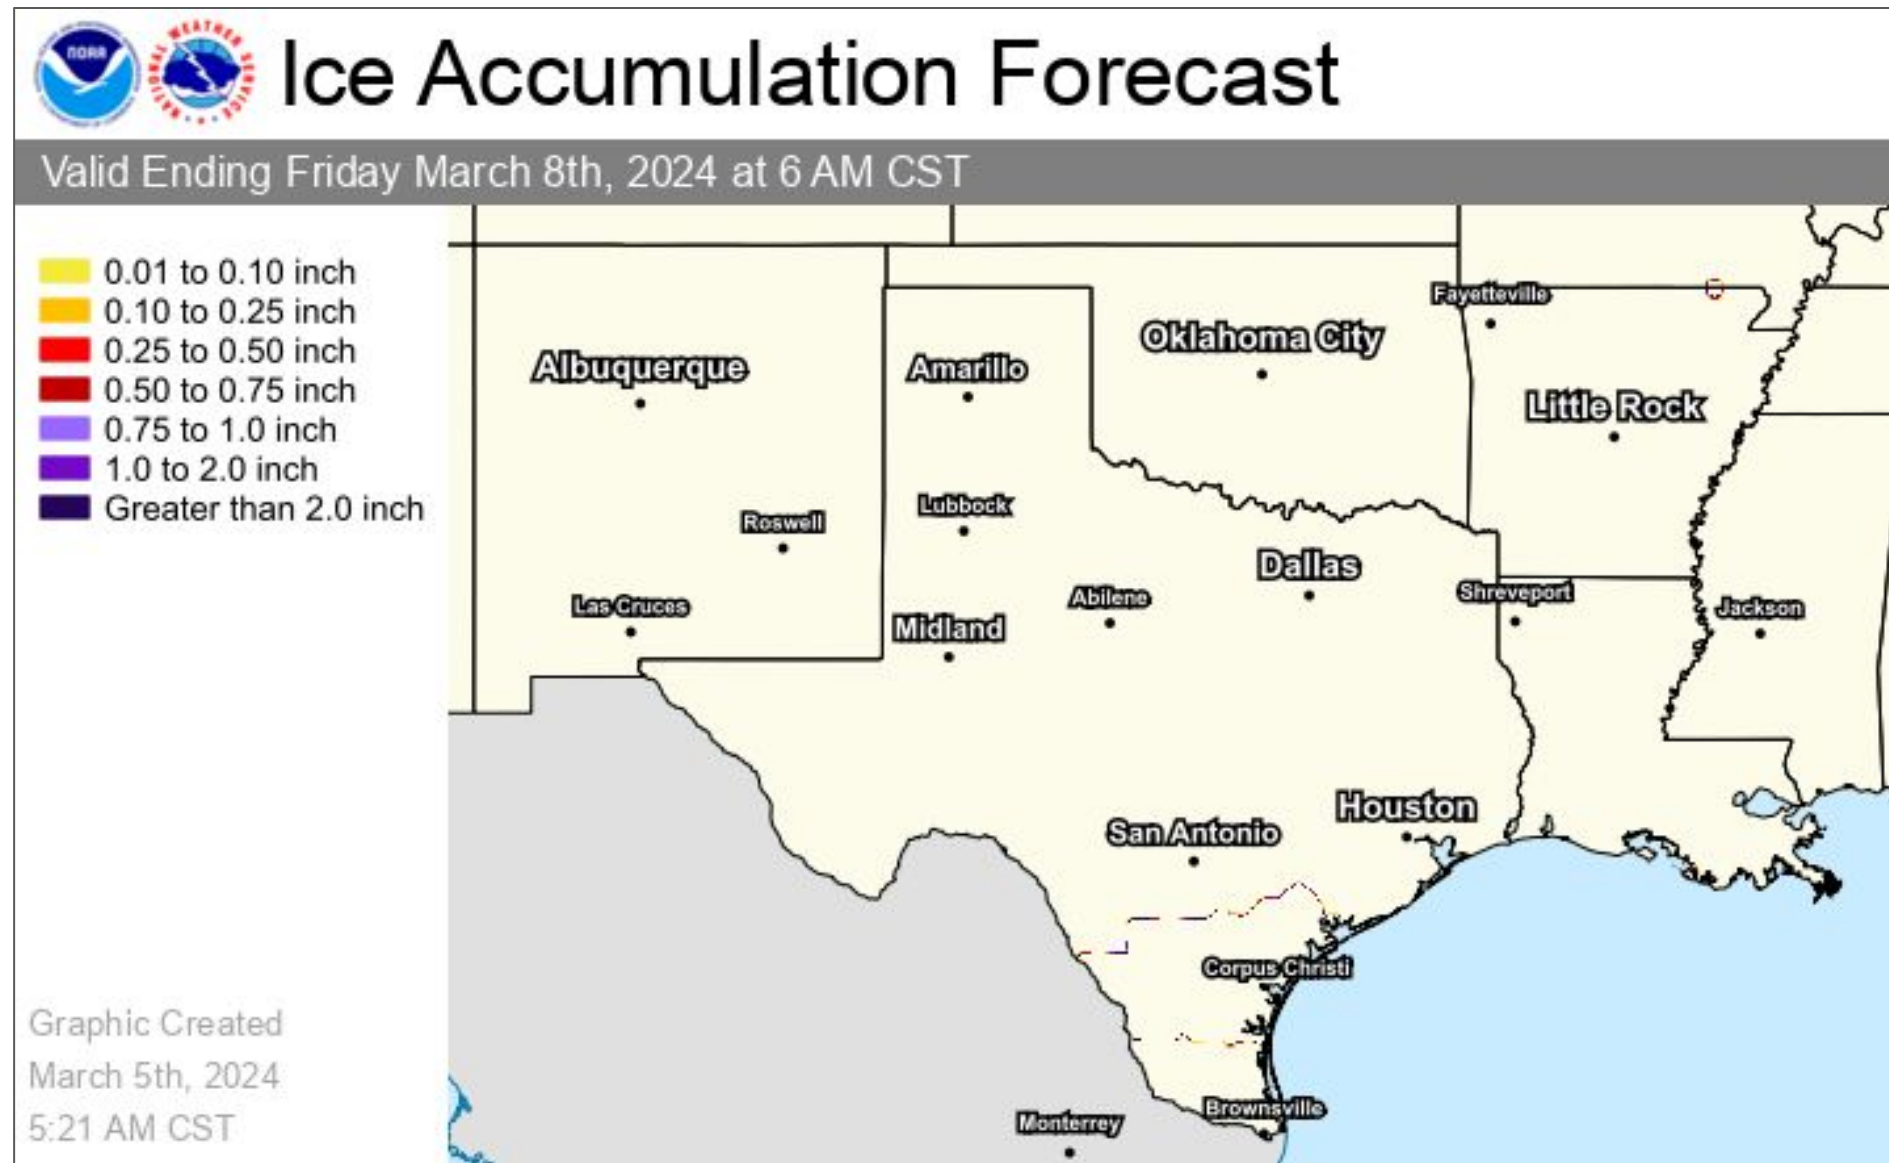 NOAA
NATIONAL WEATHER SERVICE
Ice Accumulation Forecast
Valid Ending Friday March 8th, 2024 at 6 AM CST
0.01 to 0.10 inch
0.10 to 0.25 inch
0.25 to 0.50 inch
0.50 to 0.75 inch
0.75 to 1.0 inch
1.0 to 2.0 inch
Greater than 2.0 inch
Fayetteville
Oklahoma City
Albuquerque
Amarillo
Little Rock
Lubbock
Roswell
Dallas
Shreveport
Abilene
Las Cruces
Jackson
Midland
Houston
San Antonio
Corpus Christi
Brownsville
Monterrey
Graphic Created
March 5th, 2024
5:21 AM CST